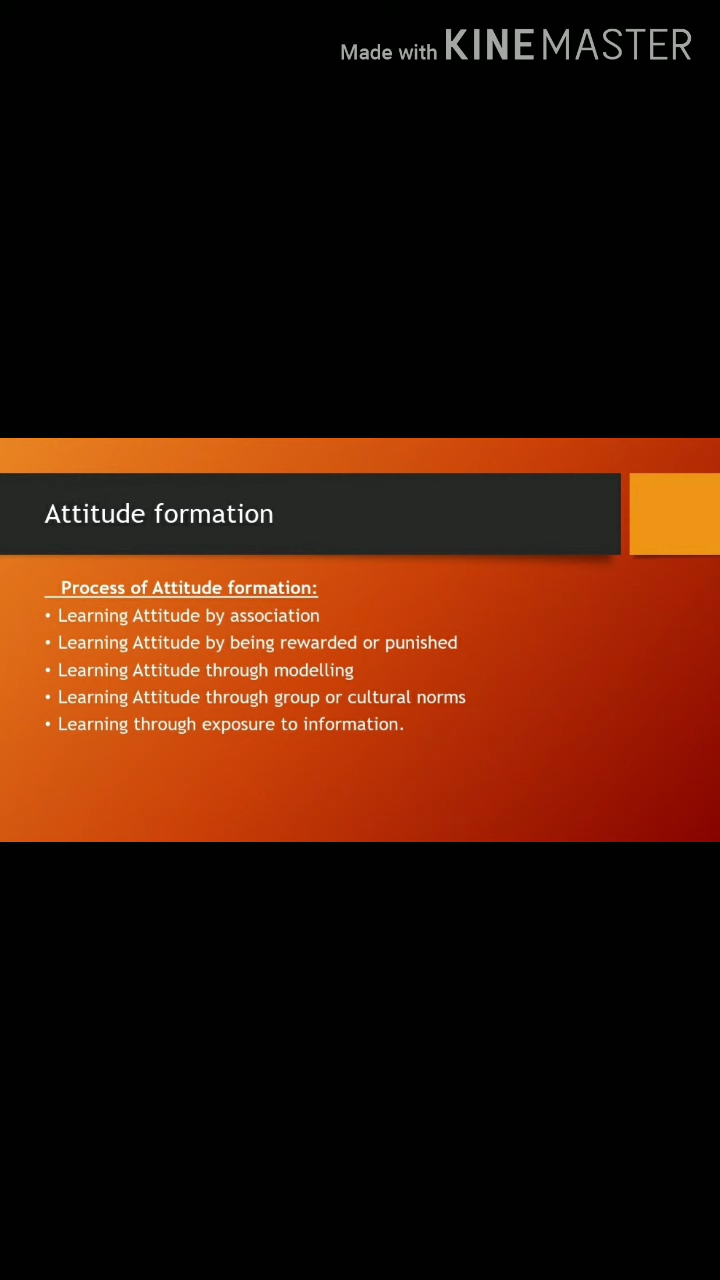 Made with KINEMASTER
Attitude formation
Process of Attitude formation:
• Learning Attitude by association
• Learning Attitude by being rewarded or punished
• Learning Attitude through modelling
• Learning Attitude through group or cultural norms
• Learning through exposure to information.